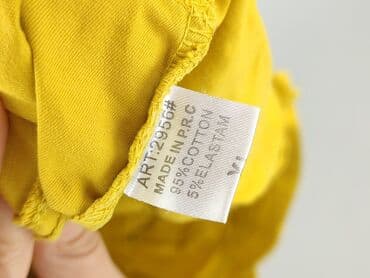 ART:2956#
MADE IN P.R.C
95%COTTON
5%ELASTAM